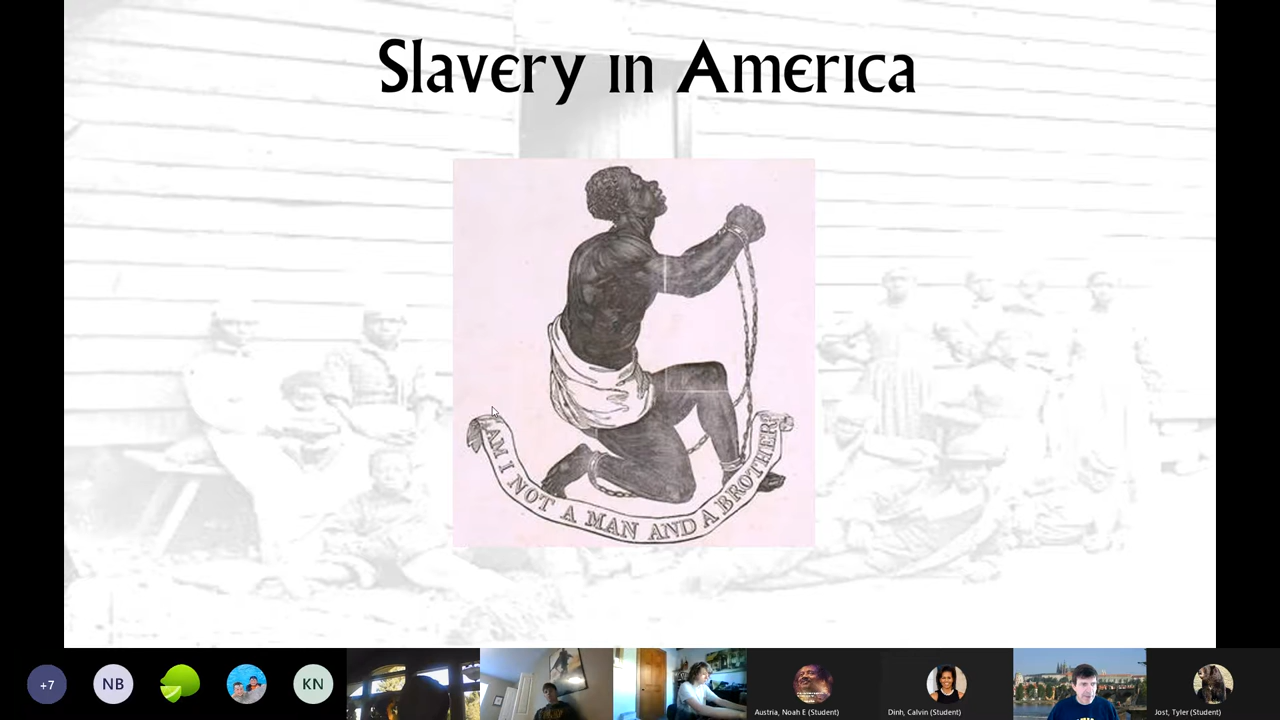 Slavery in America
AM I NOT A MAN AND A BROTHER?
+7
NB
KN
Austria, Noah E (Student)
Dinh, Calvin (Student)
Jost, Tyler (Student)